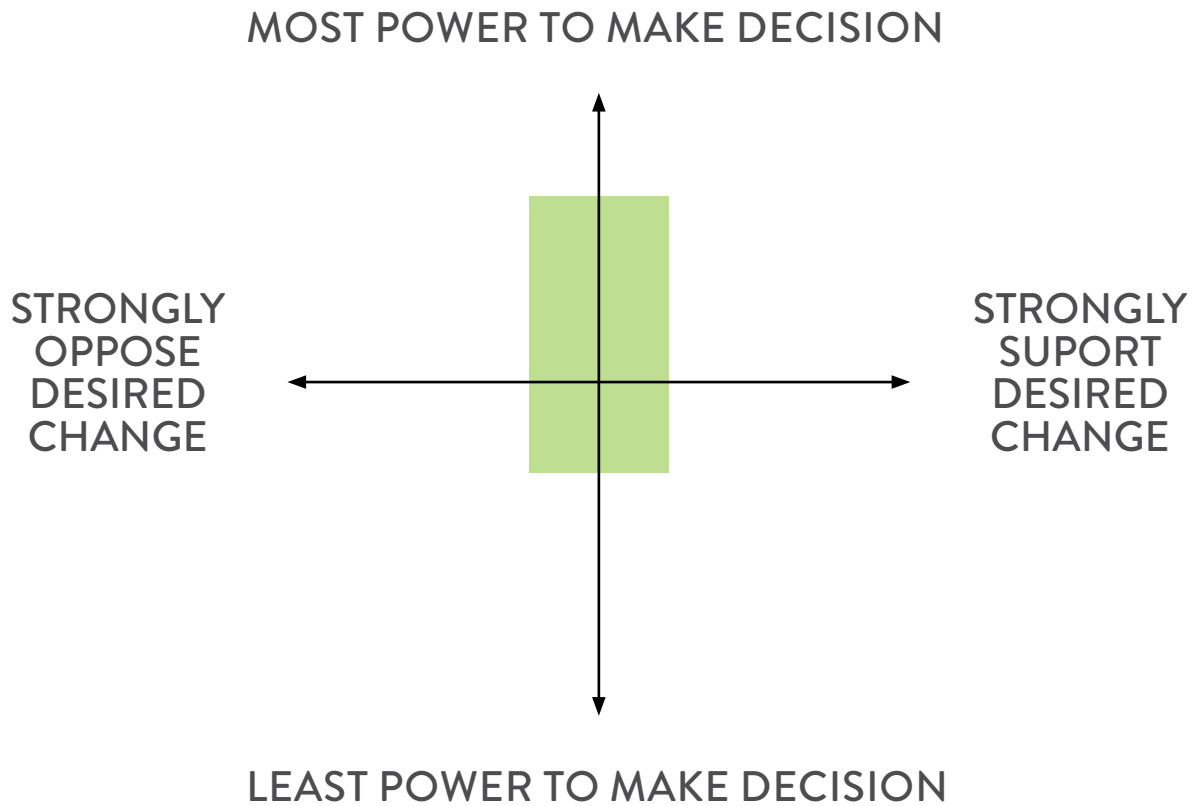 MOST POWER TO MAKE DECISION
STRONGLY
OPPOSE
DESIRED
CHANGE
STRONGLY
SUPORT
DESIRED
CHANGE
LEAST POWER TO MAKE DECISION